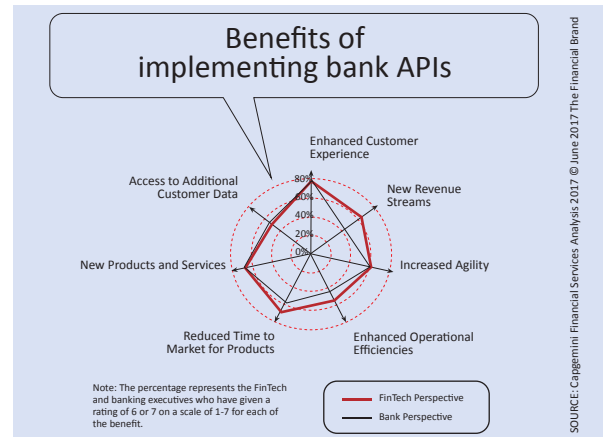 Benefits of
implementing bank APIs
Enhanced Customer
Experience
Access to Additional
Customer Data
New Revenue
Streams
80%
60%
40%
20%
0%
New Products and Services
Increased Agility
Reduced Time to
Market for Products
Enhanced Operational
Efficiencies
Note: The percentage represents the FinTech
and banking executives who have given a
rating of 6 or 7 on a scale of 1-7 for each of
the benefit.
FinTech Perspective
Bank Perspective
SOURCE: Capgemini Financial Services Analysis 2017 © June 2017 The Financial Brand